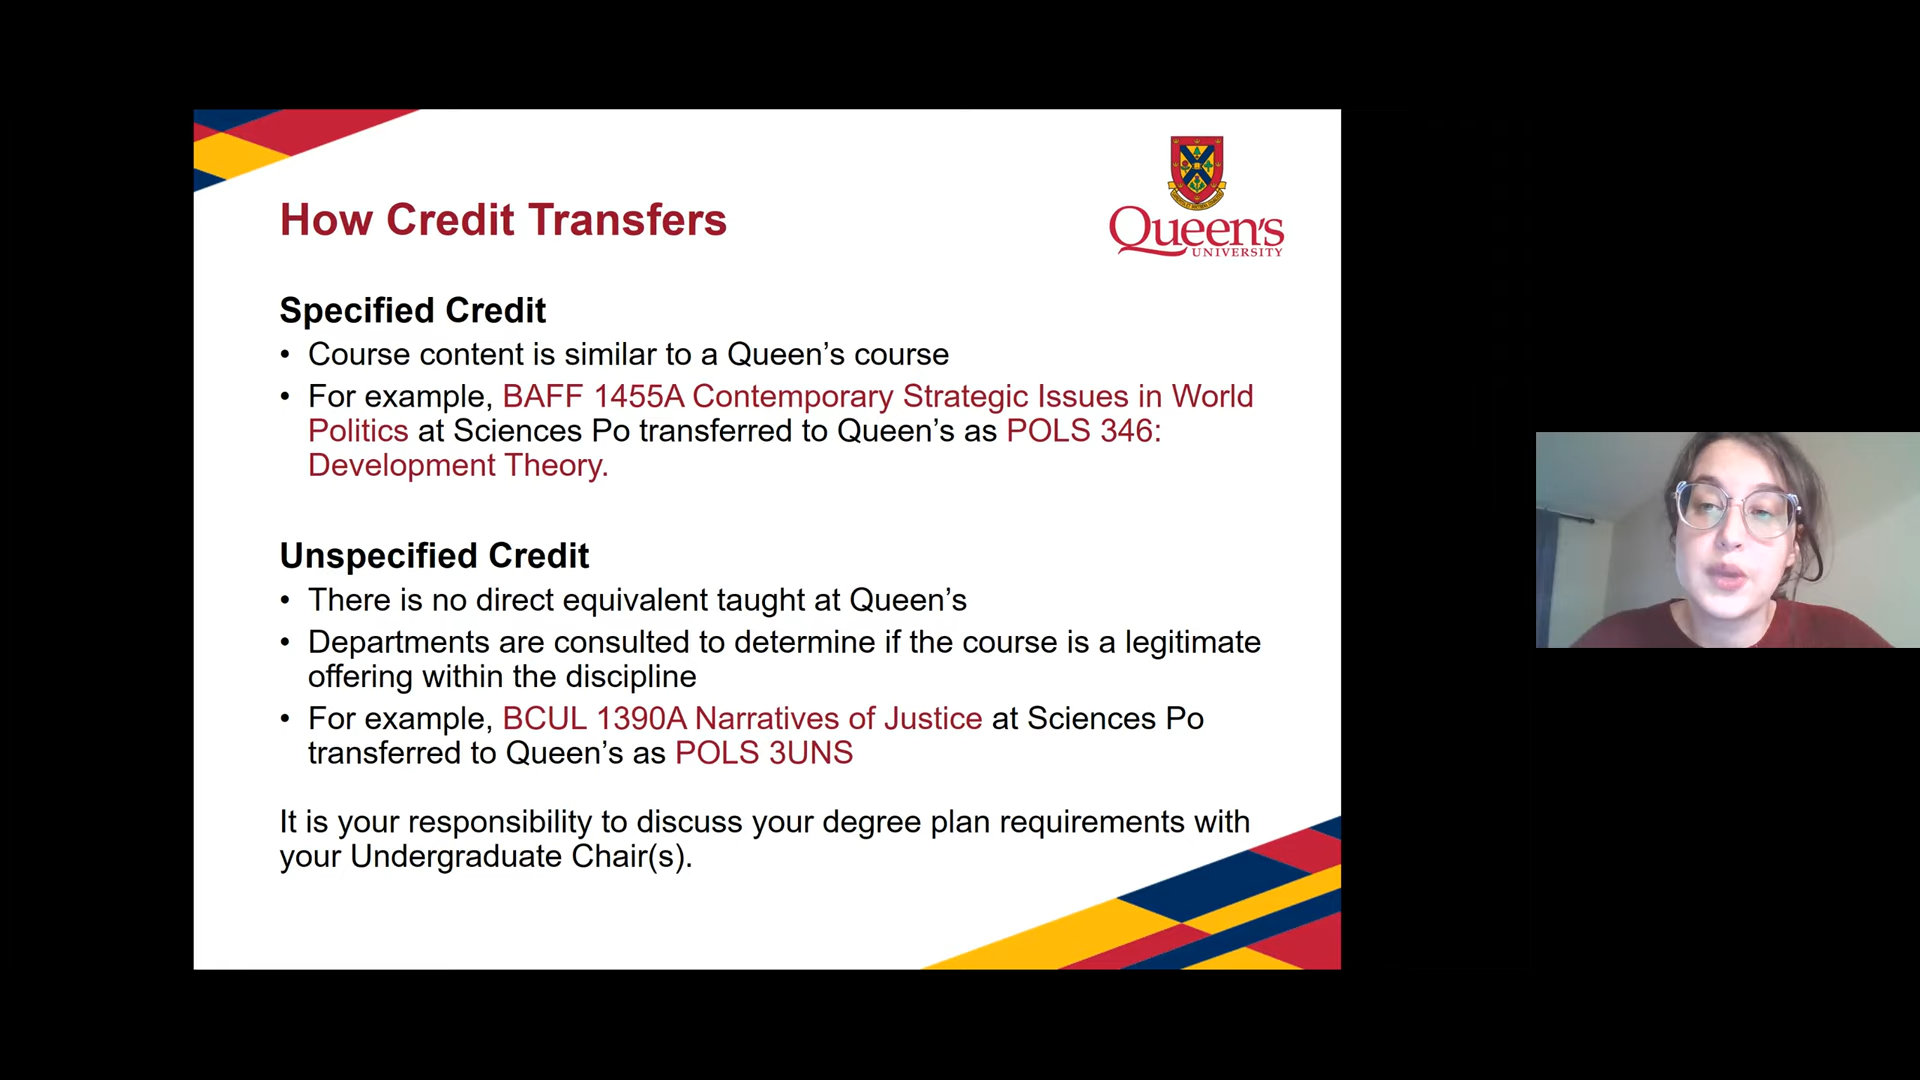 How Credit Transfers
Queen's
UNIVERSITY
Specified Credit
• Course content is similar to a Queen’s course
• For example, BAFF 1455A Contemporary Strategic Issues in World
Politics at Sciences Po transferred to Queen’s as POLS 346:
Development Theory.
Unspecified Credit
• There is no direct equivalent taught at Queen’s
• Departments are consulted to determine if the course is a legitimate
offering within the discipline
• For example, BCUL 1390A Narratives of Justice at Sciences Po
transferred to Queen’s as POLS 3UNS
It is your responsibility to discuss your degree plan requirements with
your Undergraduate Chair(s).